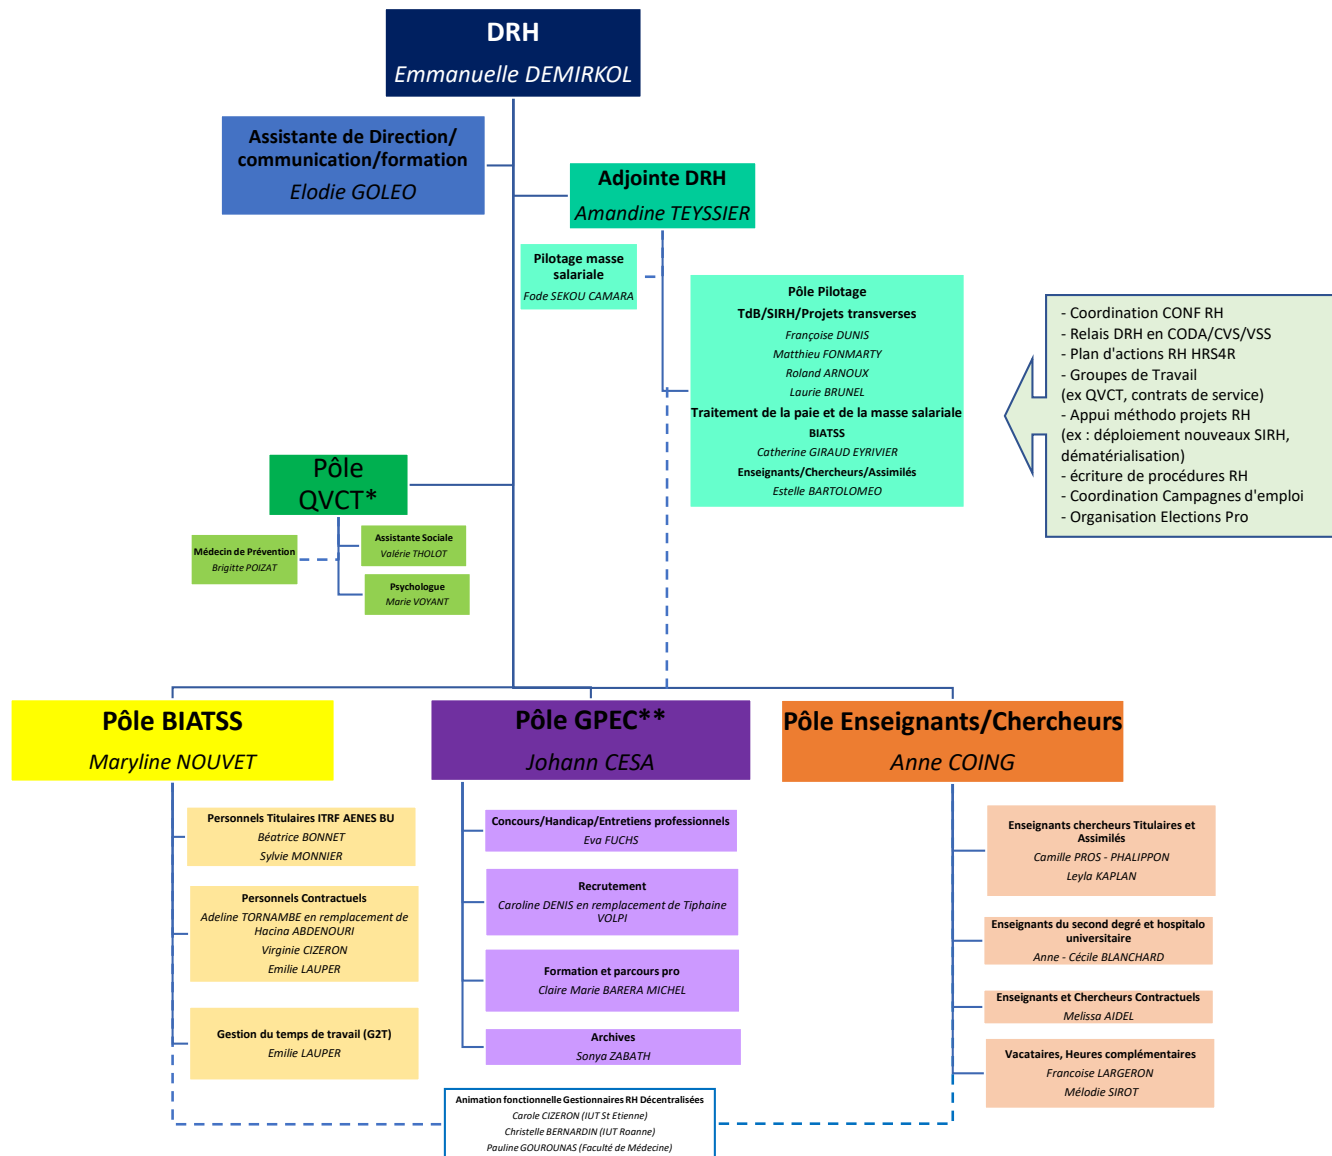 DRH
Emmanuelle DEMIRKOL
Assistante de Direction/
communication/formation
Elodie GOLEO
Adjointe DRH
Amandine TEYSSIER
Pilotage masse
salariale
Fode SEKOU CAMARA
Pôle Pilotage
TdB/SIRH/Projets transverses
Françoise DUNIS
Matthieu FONMARTY
Roland ARNOUX
Laurie BRUNEL
Traitement de la paie et de la masse salariale
BIATSS
Catherine GIRAUD EYRIVIER
Enseignants/Chercheurs/Assimilés
Estelle BARTOLOMEO
- Coordination CONF RH
- Relais DRH en CODA/CVS/VSS
- Plan d'actions RH HRS4R
- Groupes de Travail
(ex QVCT, contrats de service)
- Appui méthodo projets RH
(ex : déploiement nouveaux SIRH,
dématérialisation)
- écriture de procédures RH
- Coordination Campagnes d'emploi
- Organisation Elections Pro
Pôle
QVCT*
Médecin de Prévention
Brigitte POIZAT
Assistante Sociale
Valérie THOLOT
Psychologue
Marie VOYANT
Pôle BIATSS
Maryline NOUVET
Personnels Titulaires ITRF AENES BU
Béatrice BONNET
Sylvie MONNIER
Personnels Contractuels
Adeline TORNAMBE en remplacement de
Hacina ABDENOURI
Virginie CIZERON
Emilie LAUPER
Gestion du temps de travail (G2T)
Emilie LAUPER
Pôle GPEC**
Johann CESA
Concours/Handicap/Entretiens professionnels
Eva FUCHS
Recrutement
Caroline DENIS en remplacement de Tiphaine
VOLPI
Formation et parcours pro
Claire Marie BARERA MICHEL
Archives
Sonya ZABATH
Pôle Enseignants/Chercheurs
Anne COING
Enseignants chercheurs Titulaires et
Assimilés
Camille PROS - PHALIPPON
Leyla KAPLAN
Enseignants du second degré et hospitalo
universitaire
Anne - Cécile BLANCHARD
Enseignants et Chercheurs Contractuels
Melissa AIDEL
Vacataires, Heures complémentaires
Francoise LARGERON
Mélodie SIROT
Animation fonctionnelle Gestionnaires RH Décentralisées
Carole CIZERON (IUT St Etienne)
Christelle BERNARDIN (IUT Roanne)
Pauline GOUROUNAS (Faculté de Médecine)